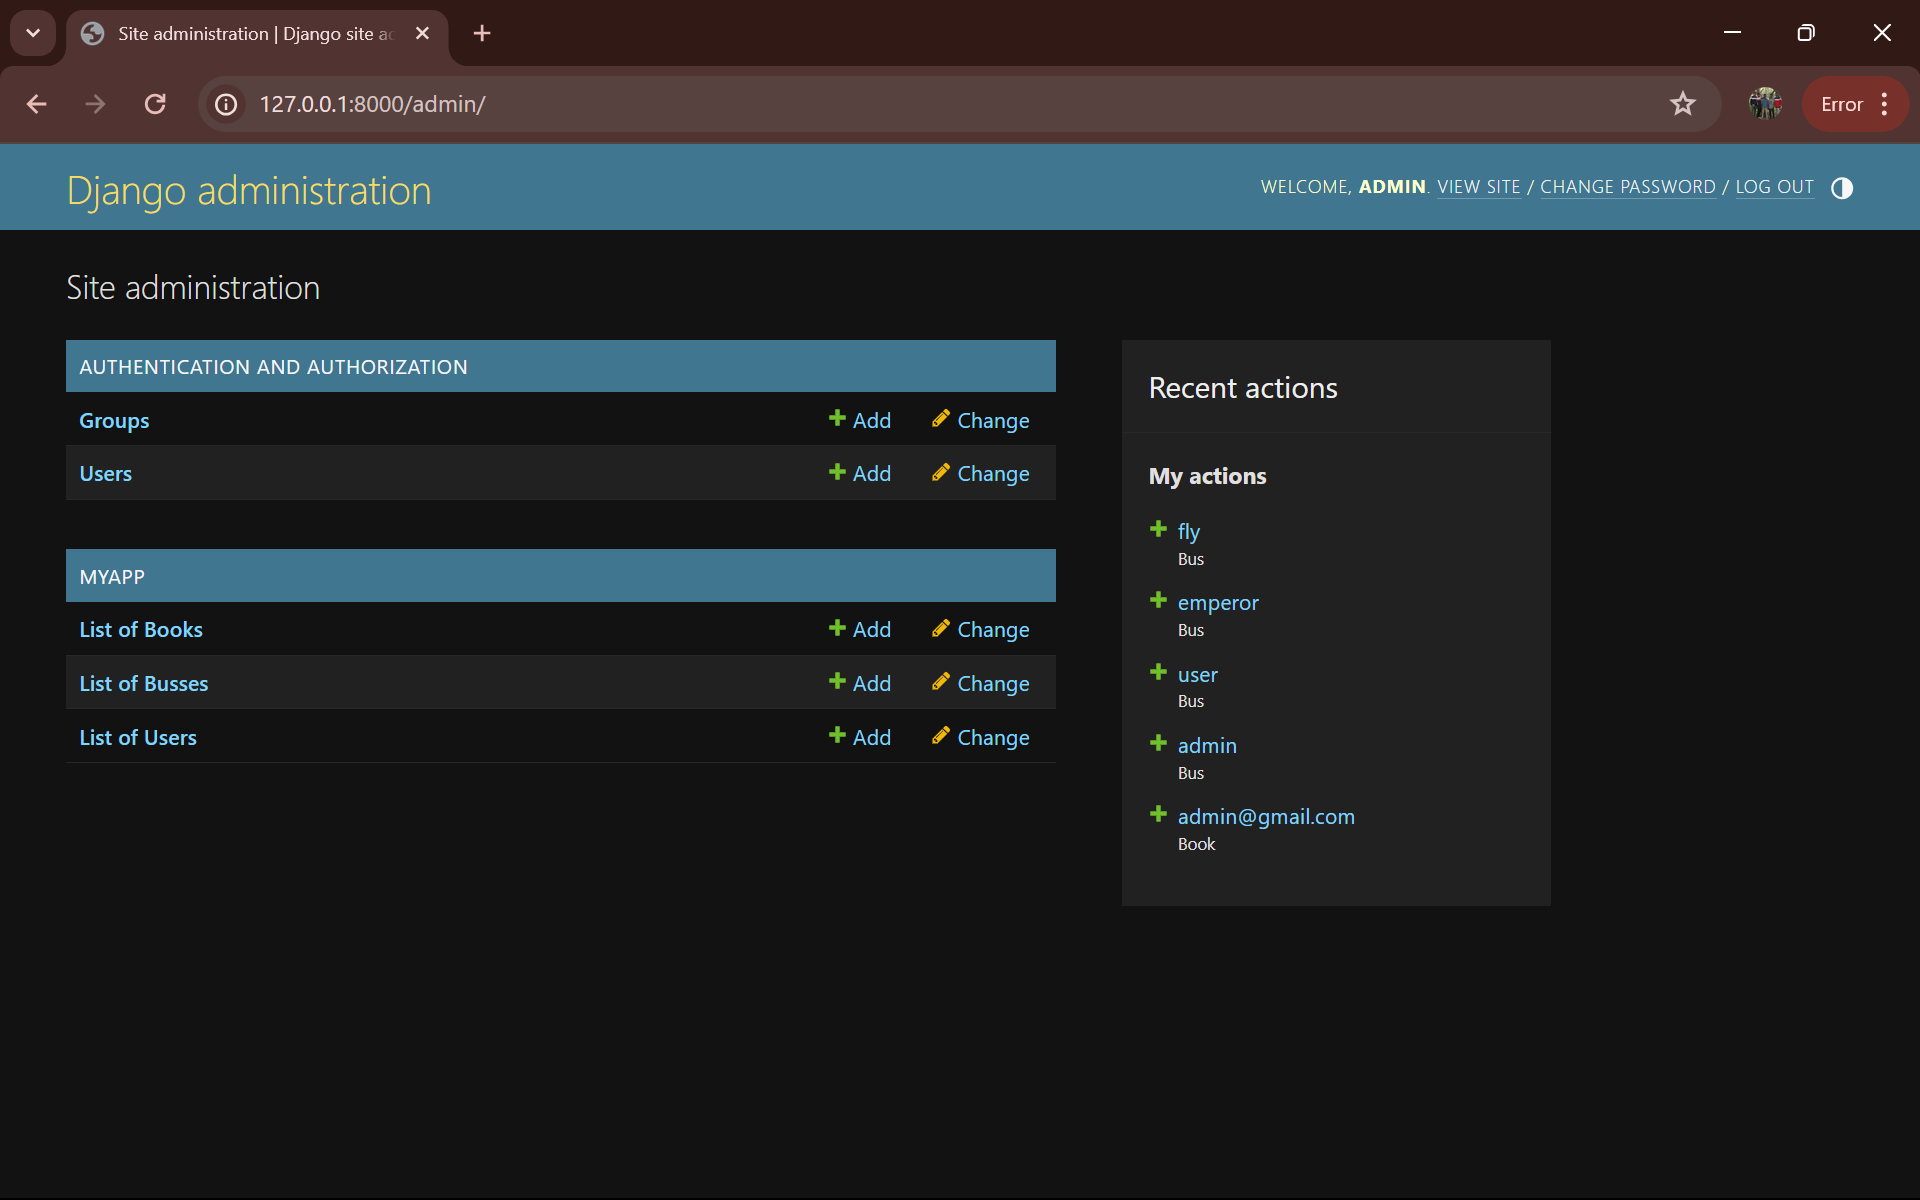 Site administration | Django site ad
127.0.0.1:8000/admin/
Error
Django administration
WELCOME, ADMIN. VIEW SITE / CHANGE PASSWORD / LOG OUT
Site administration
AUTHENTICATION AND AUTHORIZATION
Groups Add Change
Users Add Change
MYAPP
List of Books Add Change
List of Busses Add Change
List of Users Add Change
Recent actions
My actions
fly
Bus
emperor
Bus
user
Bus
admin
Bus
admin@gmail.com
Book